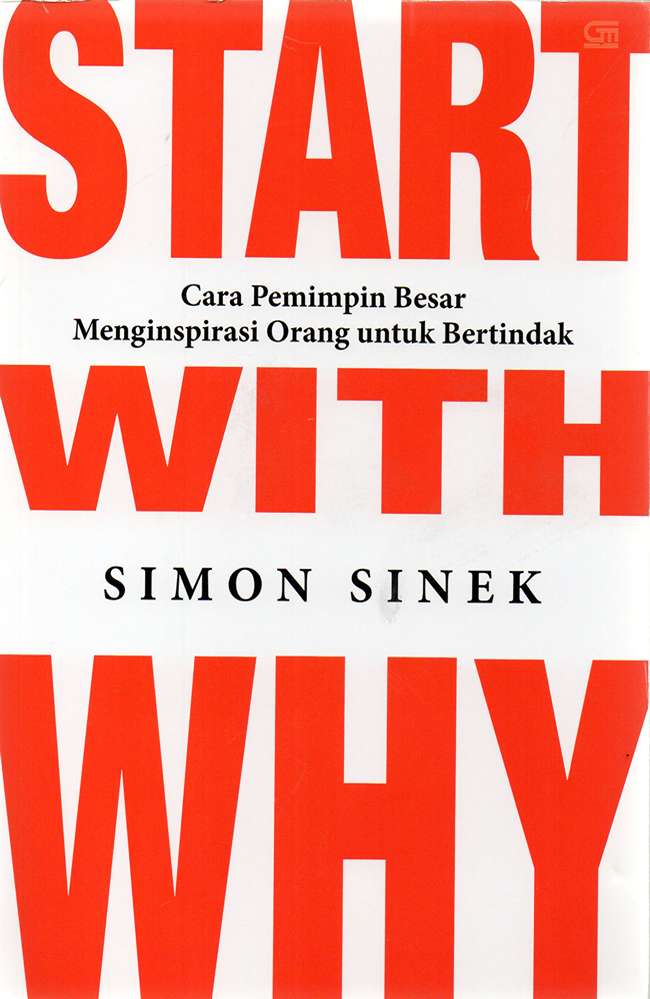 START
Cara Pemimpin Besar
Menginspirasi Orang untuk Bertindak
WITH
SIMON SINEK
WHY